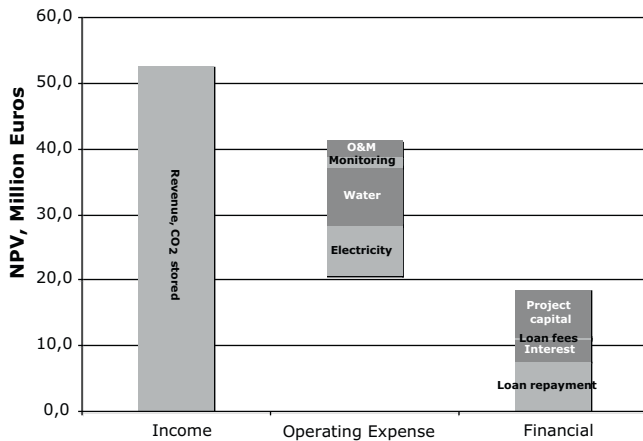 60,0
50,0
40,0
30,0
20,0
10,0
0,0
NPV, Million Euros
Revenue, CO2 stored
O&M
Monitoring
Water
Electricity
Project
capital
Loan fees
Interest
Loan repayment
Income
Operating Expense
Financial